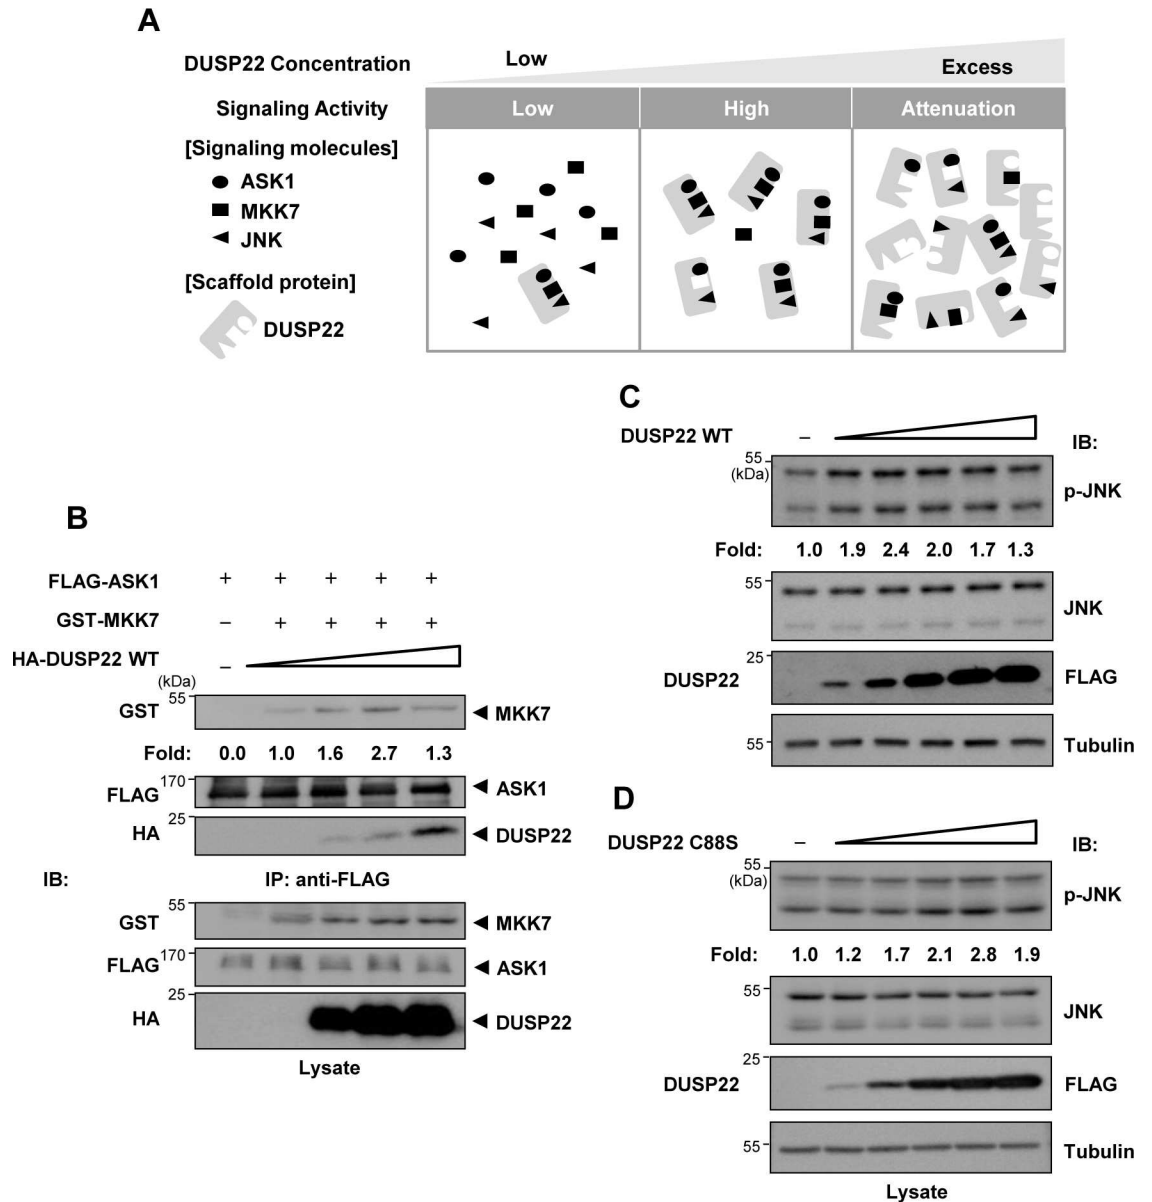 A
DUSP22 Concentration
Low
Excess
Signaling Activity
Low
High
Attenuation
[Signaling molecules]
ASK1
MKK7
JNK
[Scaffold protein]
DUSP22
B
FLAG-ASK1 + + + + +
GST-MKK7 – + + + +
HA-DUSP22 WT –
(kDa)
55
GST
MKK7
Fold: 0.0 1.0 1.6 2.7 1.3
170
FLAG
ASK1
25
HA
DUSP22
IB: IP: anti-FLAG
55
GST
MKK7
170
FLAG
ASK1
25
HA
DUSP22
Lysate
C
DUSP22 WT –
IB:
55
(kDa)
p-JNK
Fold: 1.0 1.9 2.4 2.0 1.7 1.3
55
JNK
25
DUSP22
FLAG
55
Tubulin
D
DUSP22 C88S –
IB:
55
(kDa)
p-JNK
Fold: 1.0 1.2 1.7 2.1 2.8 1.9
55
JNK
25
DUSP22
FLAG
55
Tubulin
Lysate